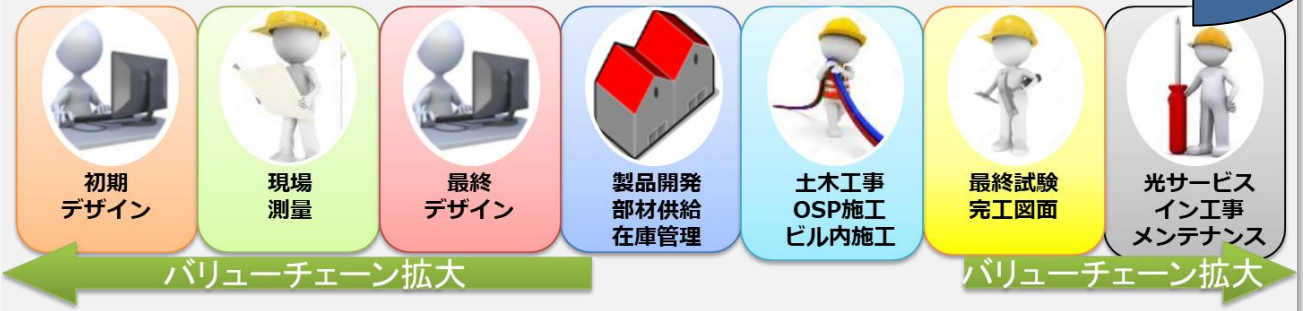 初期
デザイン
現場
測量
最終
デザイン
製品開発
部材供給
在庫管理
土木工事
OSP施工
ビル内施工
最終試験
完工図面
光サービス
イン工事
メンテナンス
バリューチェーン拡大
バリューチェーン拡大